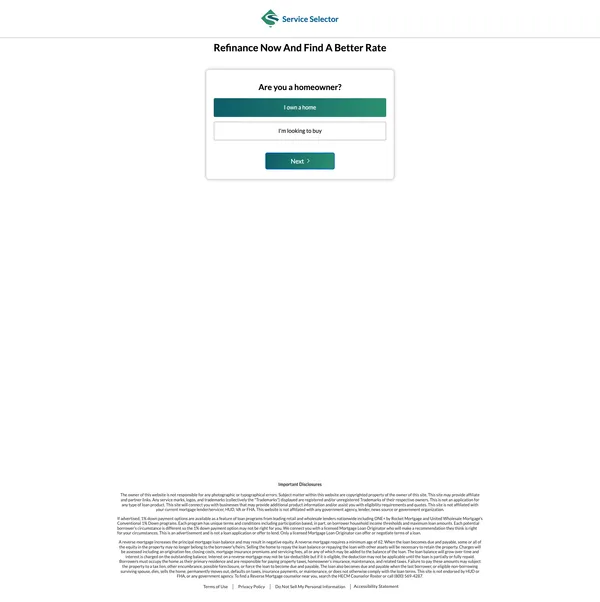 Service Selector
Refinance Now And Find A Better Rate
Are you a homeowner?
I own a home
I'm looking to buy
Next
Important Disclosures
The owner of this website is not responsible for any photographic or typographical errors. Subject matter within this website are copyrighted property of the owner of this site. This site may provide affiliate
and partner links. Any service marks, logos, and trademarks (collectively the "Trademarks") displayed are registered and/or unregistered Trademarks of their respective owners. This is not an application for
any type of loan product. This site will connect you with businesses that may provide additional product information and/or assist you with eligibility requirements and quotes. This site is not affiliated with
your current mortgage lender/servicer, HUD, VA or FHA. This website is not affiliated with any government agency, lender, news source or government organization.
If advertised, 1% down payment options are available as a feature of loan programs from leading retail and wholesale lenders nationwide including ONE+ by Rocket Mortgage and United Wholesale Mortgage's
Conventional 1% Down programs. Each program has unique terms and conditions including participation based, in part, on borrower household income thresholds and maximum loan amounts. Each potential
borrower's circumstance is different so the 1% down payment option may not be right for you. We connect you with a licensed Mortgage Loan Originator who will make a recommendation they think is right
for your circumstances. This is an advertisement and is not a loan application or offer to lend. Only a licensed Mortgage Loan Originator can offer or negotiate terms of a loan.
A reverse mortgage increases the principal mortgage loan amount and may result in negative equity. A reverse mortgage requires a minimum age of 62. When the loan becomes due and payable, some or all of
the equity in the property may no longer belong to the borrower's heirs. Selling the home to repay the loan balance or repaying the loan with other assets will be necessary to retain the property. Charges will
be assessed including an origination fee, closing costs, mortgage insurance premiums and servicing fees, all or any of which may be added to the balance of the loan. The loan balance will grow over time and
interest is charged on the outstanding balance. Interest on a reverse mortgage may be tax-deductible but if it is eligible, the deduction may not be applicable until the loan is partially or fully repaid.
Borrowers must occupy the home as their primary residence and are responsible for paying property taxes, homeowner's insurance, maintenance, and related taxes. Failure to pay these amounts may subject
the property to a tax lien, other encumbrance, possible foreclosure, or force the loan to become due and payable. The loan also becomes due and payable when the last borrower, or eligible non-borrowing
surviving spouse, dies, sells the home, permanently moves out, defaults on taxes, insurance payments, or maintenance, or does not otherwise comply with the loan terms. This site is not endorsed by HUD or
FHA, or any government agency. To find a Reverse Mortgage counselor near you, search the HECM Counselor Roster or call (800) 569-4287.
Terms of Use | Privacy Policy | Do Not Sell My Personal Information | Accessibility